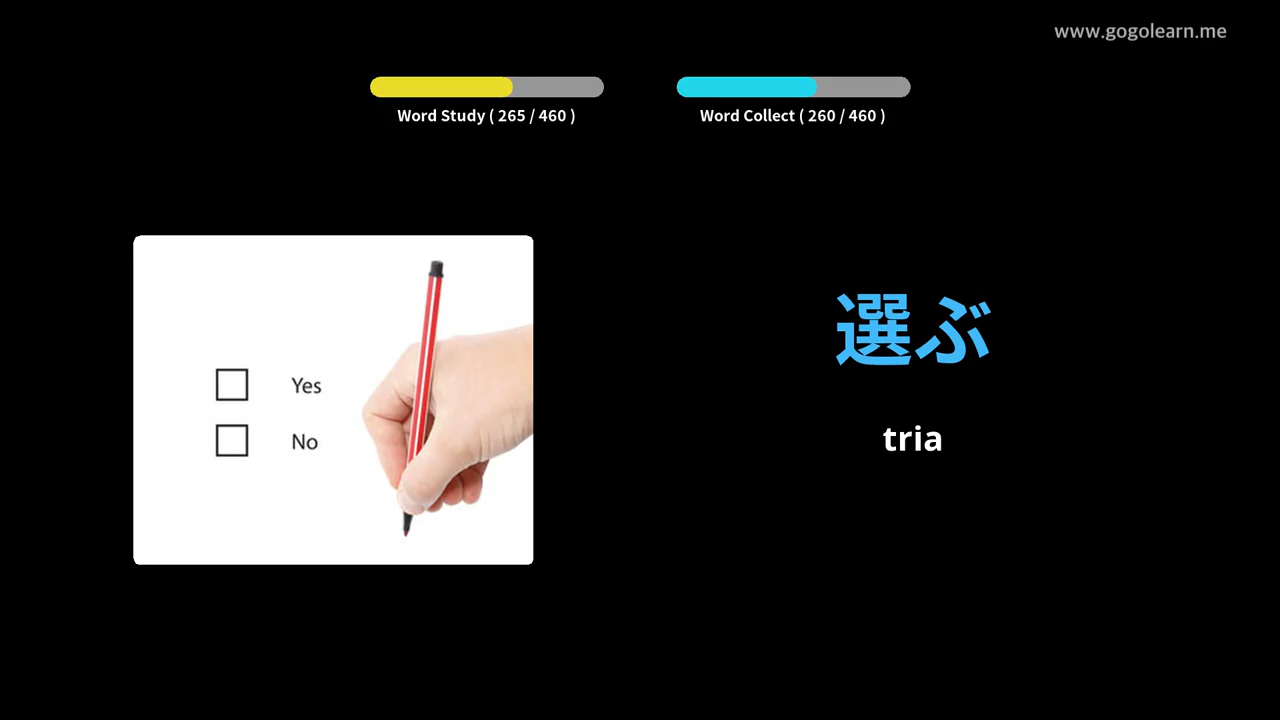 www.gogolearn.me
Word Study ( 265 / 460 )
Word Collect ( 260 / 460 )
Yes
No
選ぶ
tria